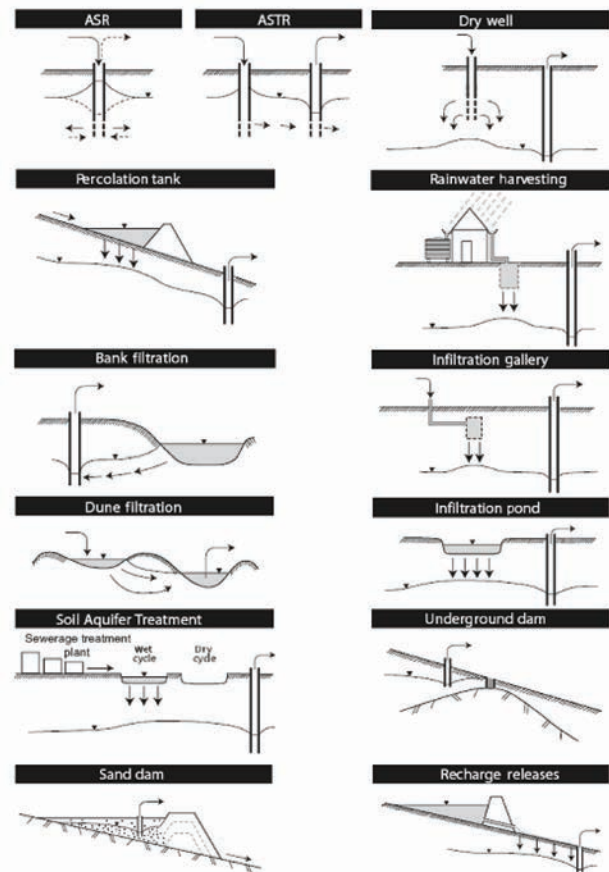 ASR
ASTR
Dry well
Percolation tank
Rainwater harvesting
Bank filtration
Infiltration gallery
Dune filtration
Infiltration pond
Soil Aquifer Treatment
Underground dam
Sewerage treatment
plant
Wet
cycle
Dry
cycle
Sand dam
Recharge releases